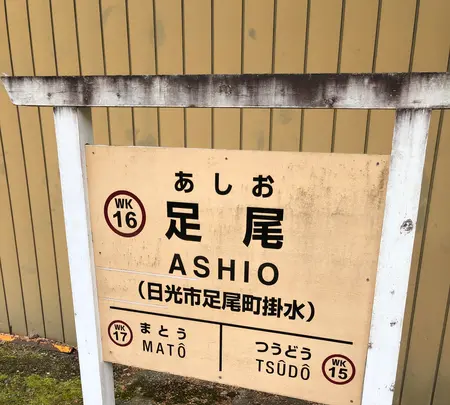 あしお
WK
16
足尾
ASHIO
(日光市足尾町掛水)
WK
17
まとう
MATÔ
つうどう
TSŪDŌ
WK
15